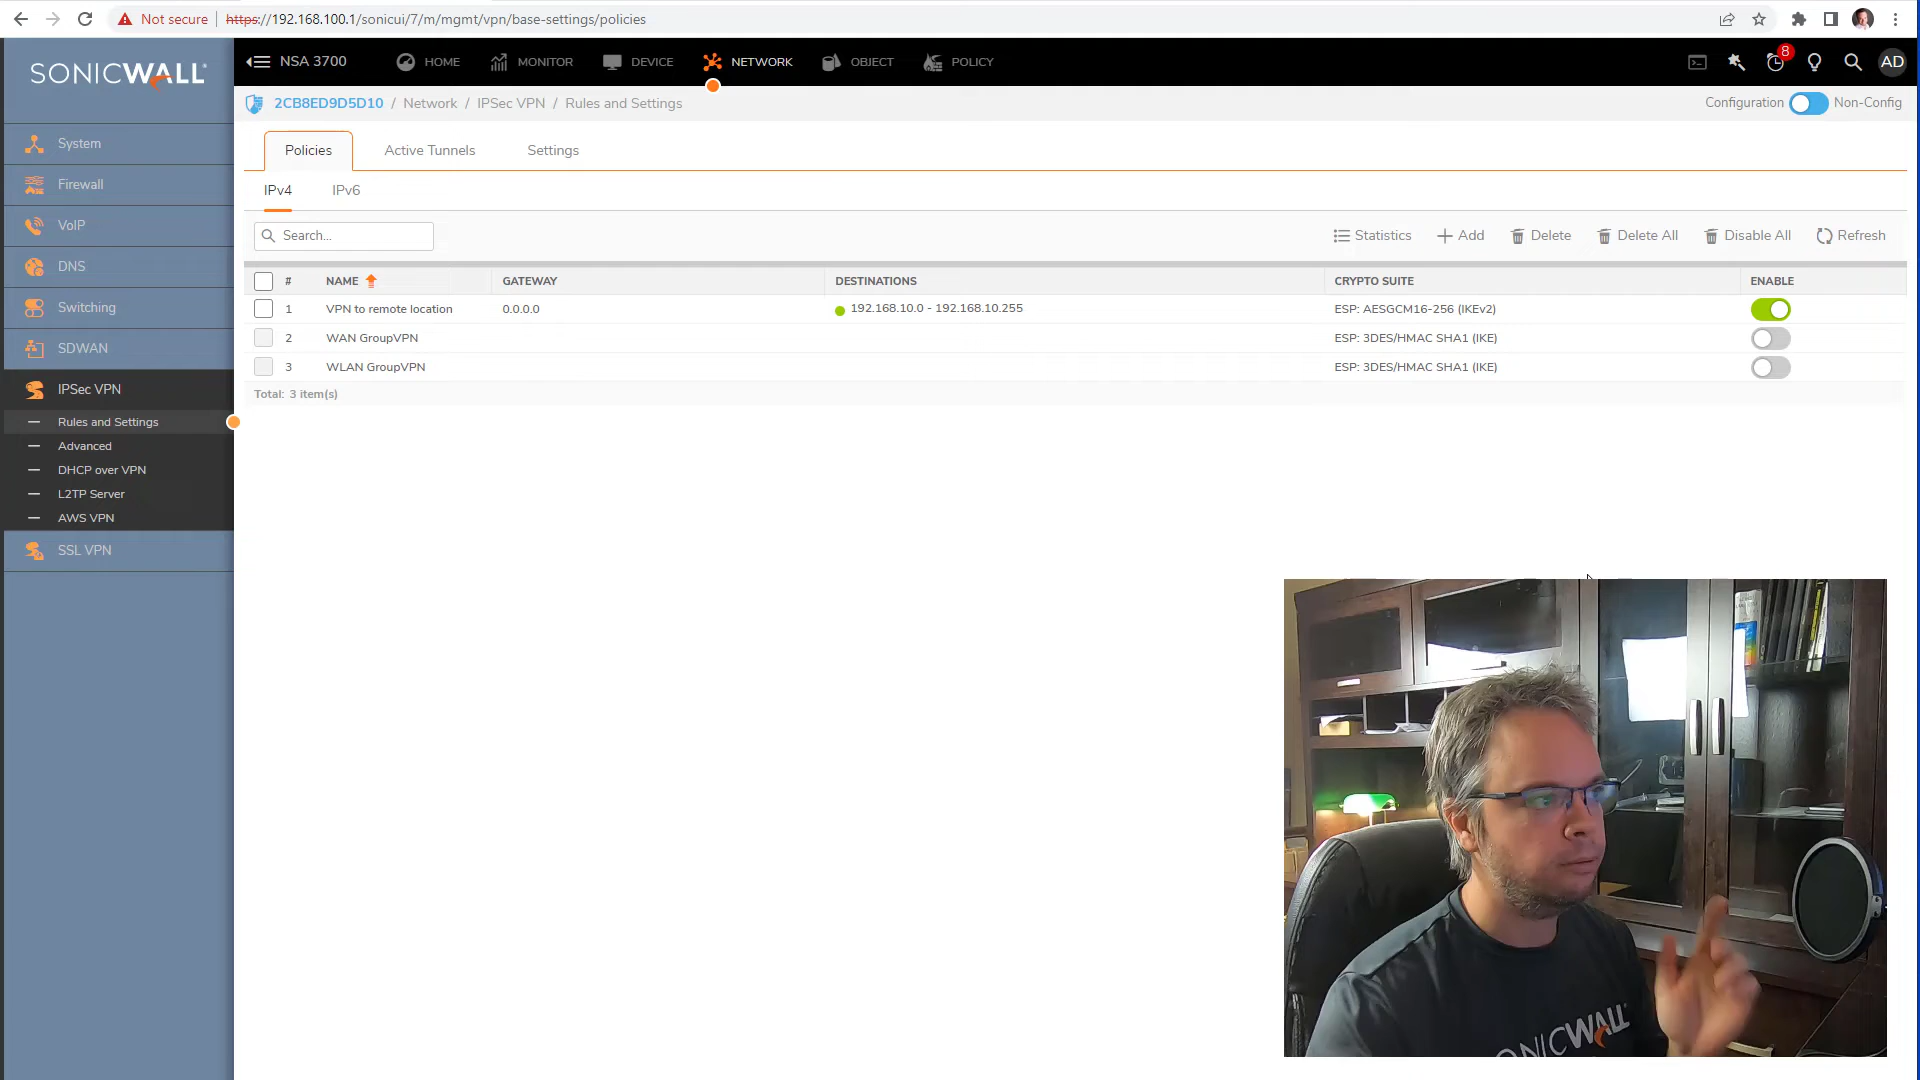 Not secure
https://192.168.100.1/sonicui/7/m/mgmt/vpn/base-settings/policies
SONICWALL
NSA 3700
HOME
MONITOR
DEVICE
NETWORK
OBJECT
POLICY
8
AD
2CB8ED9D5D10 / Network / IPSec VPN / Rules and Settings
Configuration
Non-Config
System
Firewall
VoIP
DNS
Switching
SDWAN
IPSec VPN
Rules and Settings
Advanced
DHCP over VPN
L2TP Server
AWS VPN
SSL VPN
Policies
Active Tunnels
Settings
IPv4
IPv6
Search...
Statistics
Add
Delete
Delete All
Disable All
Refresh
# NAME GATEWAY DESTINATIONS CRYPTO SUITE ENABLE
1 VPN to remote location 0.0.0.0 192.168.10.0 - 192.168.10.255 ESP: AESGCM16-256 (IKEv2)
2 WAN GroupVPN ESP: 3DES/HMAC SHA1 (IKE)
3 WLAN GroupVPN ESP: 3DES/HMAC SHA1 (IKE)
Total: 3 item(s)
SONICWALL